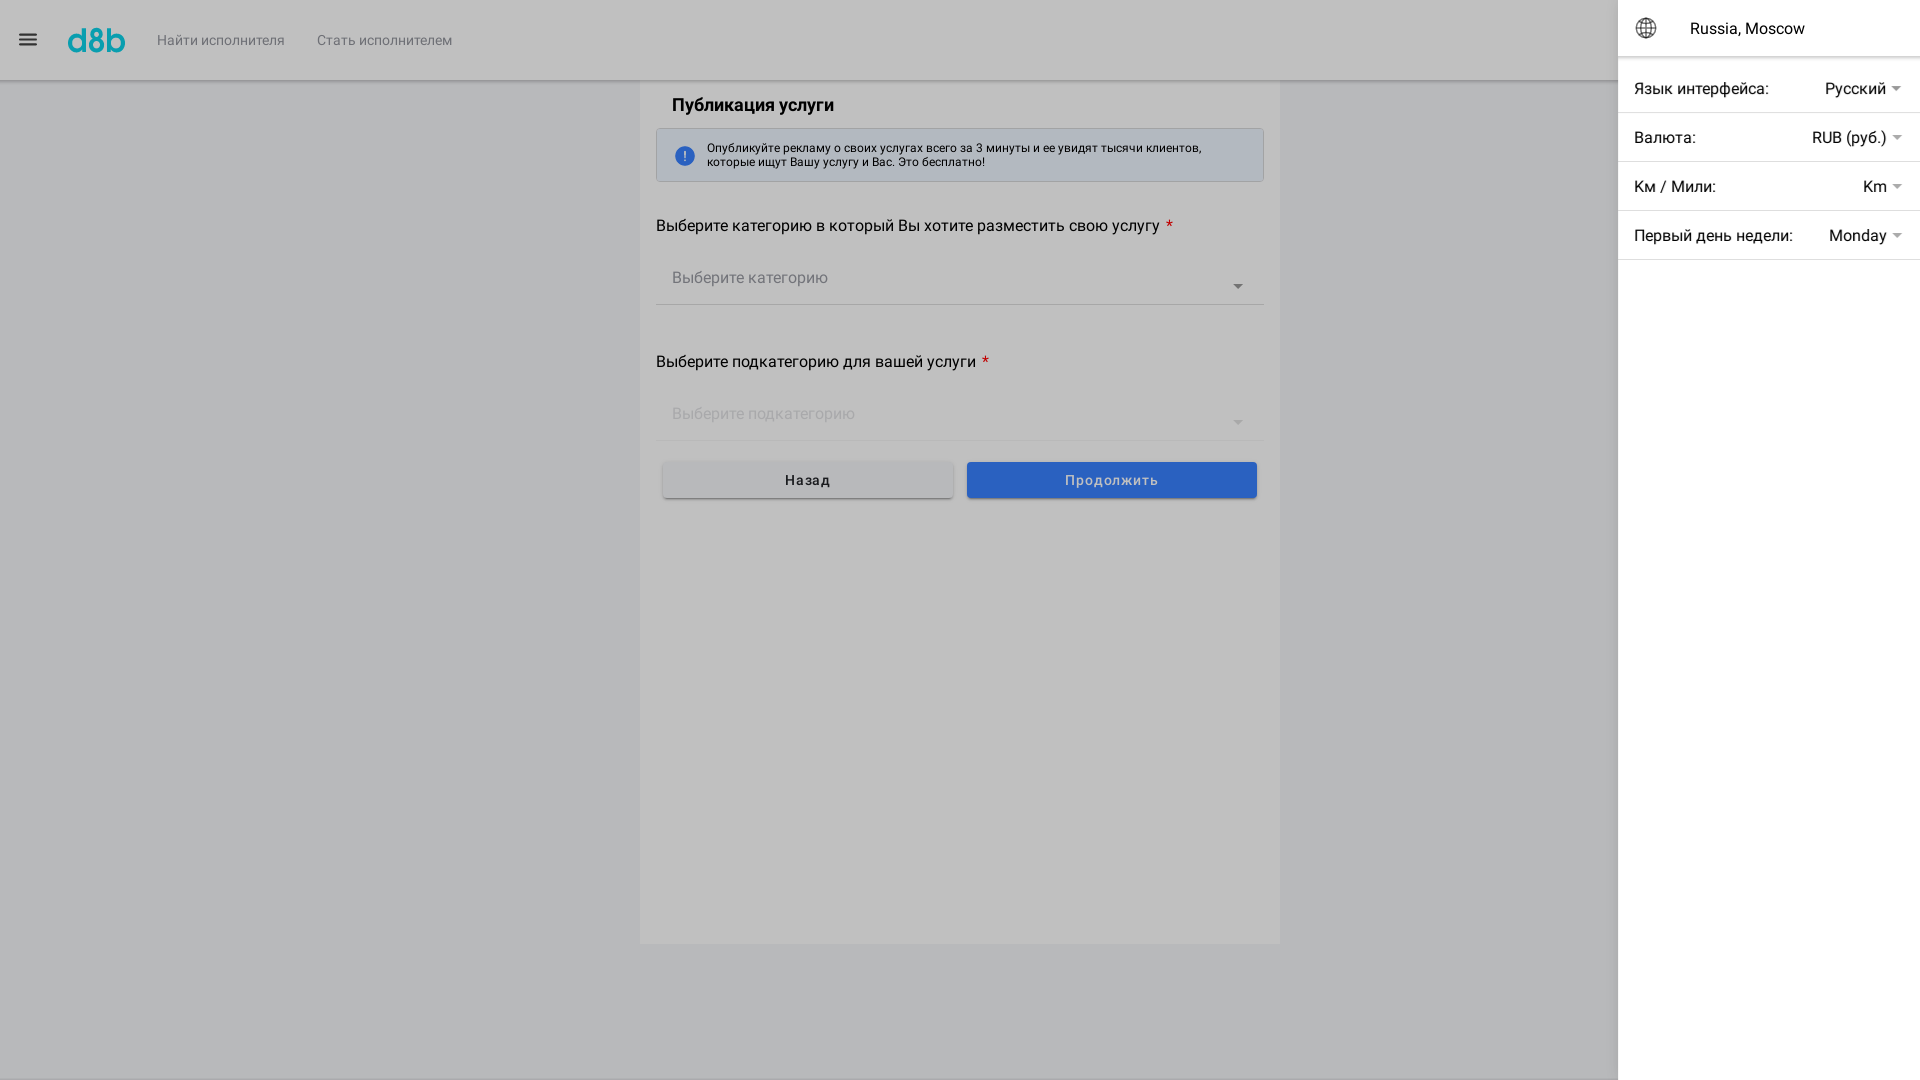 d8b
Найти исполнителя
Стать исполнителем
Russia, Moscow
Язык интерфейса:
Русский
Валюта:
RUB (руб.)
Км / Мили:
Km
Первый день недели:
Monday
Публикация услуги
Опубликуйте рекламу о своих услугах всего за 3 минуты и ее увидят тысячи клиентов,
которые ищут Вашу услугу и Вас. Это бесплатно!
Выберите категорию в который Вы хотите разместить свою услугу *
Выберите категорию
Выберите подкатегорию для вашей услуги *
Выберите подкатегорию
Назад
Продолжить